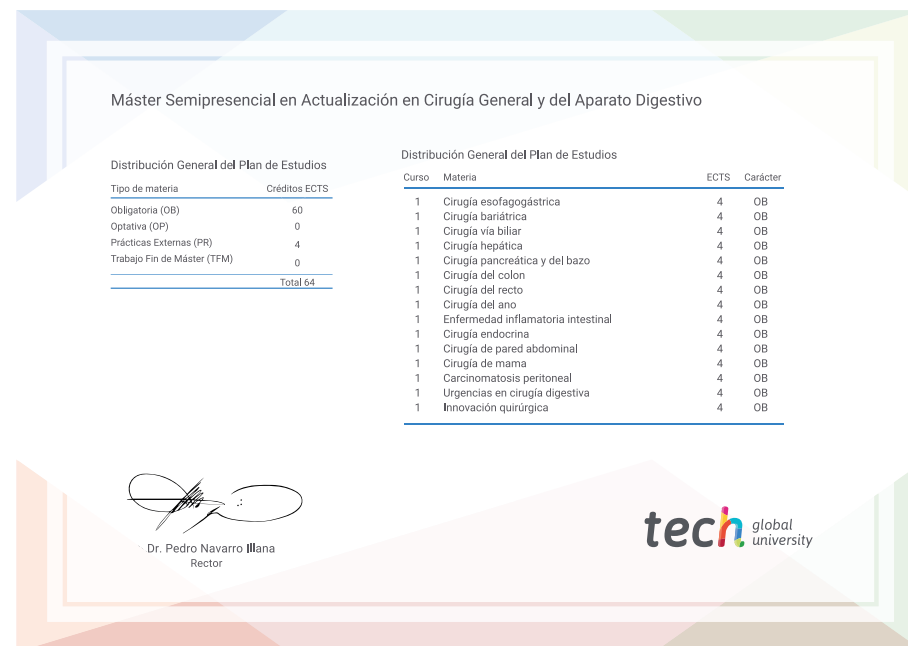 Máster Semipresencial en Actualización en Cirugía General y del Aparato Digestivo
Distribución General del Plan de Estudios
Tipo de materia Créditos ECTS
Obligatoria (OB) 60
Optativa (OP) 0
Prácticas Externas (PR) 4
Trabajo Fin de Máster (TFM) 0
Total 64
Distribución General del Plan de Estudios
Curso Materia ECTS Carácter
1 Cirugía esofagogástrica 4 OB
1 Cirugía bariátrica 4 OB
1 Cirugía vía biliar 4 OB
1 Cirugía hepática 4 OB
1 Cirugía pancreática y del bazo 4 OB
1 Cirugía del colon 4 OB
1 Cirugía del recto 4 OB
1 Cirugía del ano 4 OB
1 Enfermedad inflamatoria intestinal 4 OB
1 Cirugía endocrina 4 OB
1 Cirugía de pared abdominal 4 OB
1 Cirugía de mama 4 OB
1 Carcinomatosis peritoneal 4 OB
1 Urgencias en cirugía digestiva 4 OB
1 Innovación quirúrgica 4 OB
Dr. Pedro Navarro Illana
Rector
tech global
university